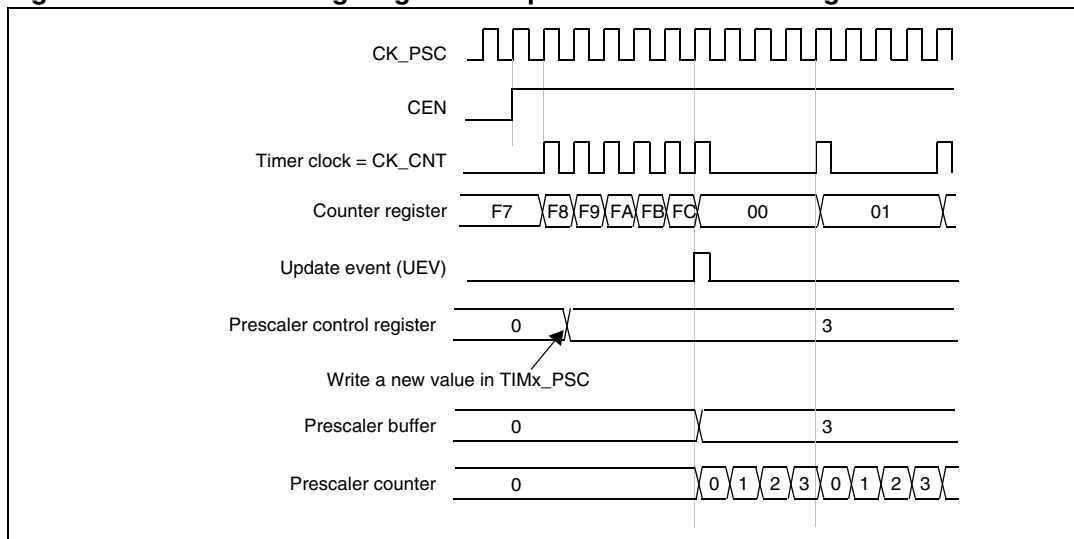 CK_PSC
CEN
Timer clock = CK_CNT
Counter register F7 F8 F9 FA FB FC 00 01
Update event (UEV)
Prescaler control register 0 3
Write a new value in TIMx_PSC
Prescaler buffer 0 3
Prescaler counter 0 0 1 2 3 0 1 2 3